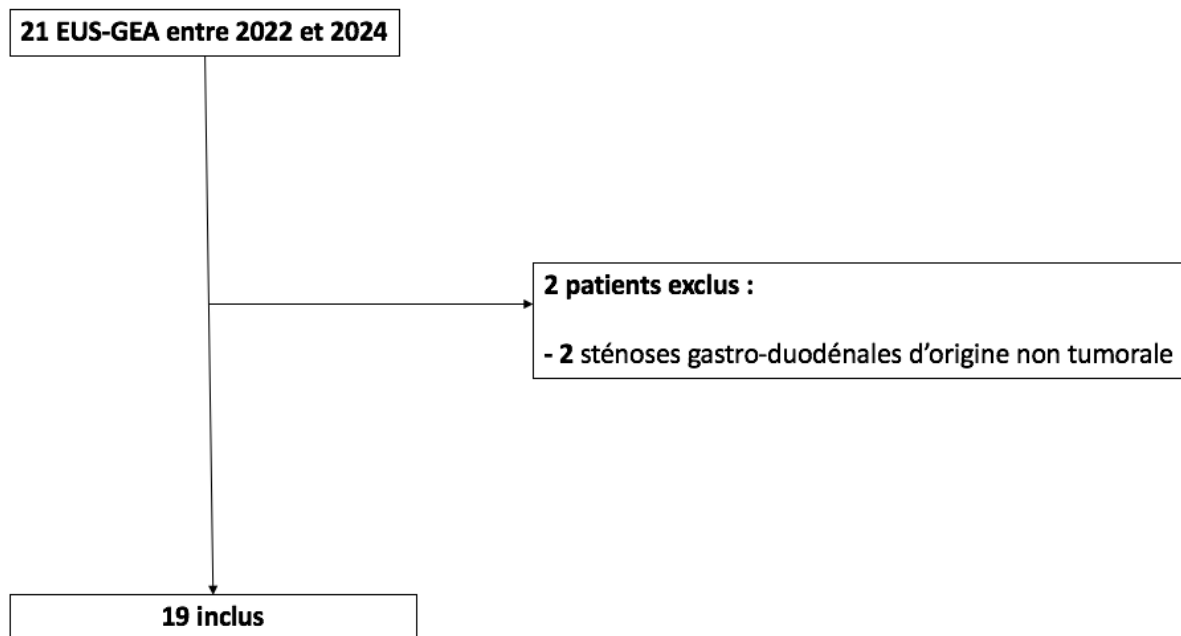 21 EUS-GEA entre 2022 et 2024
2 patients exclus :
- 2 sténoses gastro-duodénales d’origine non tumorale
19 inclus